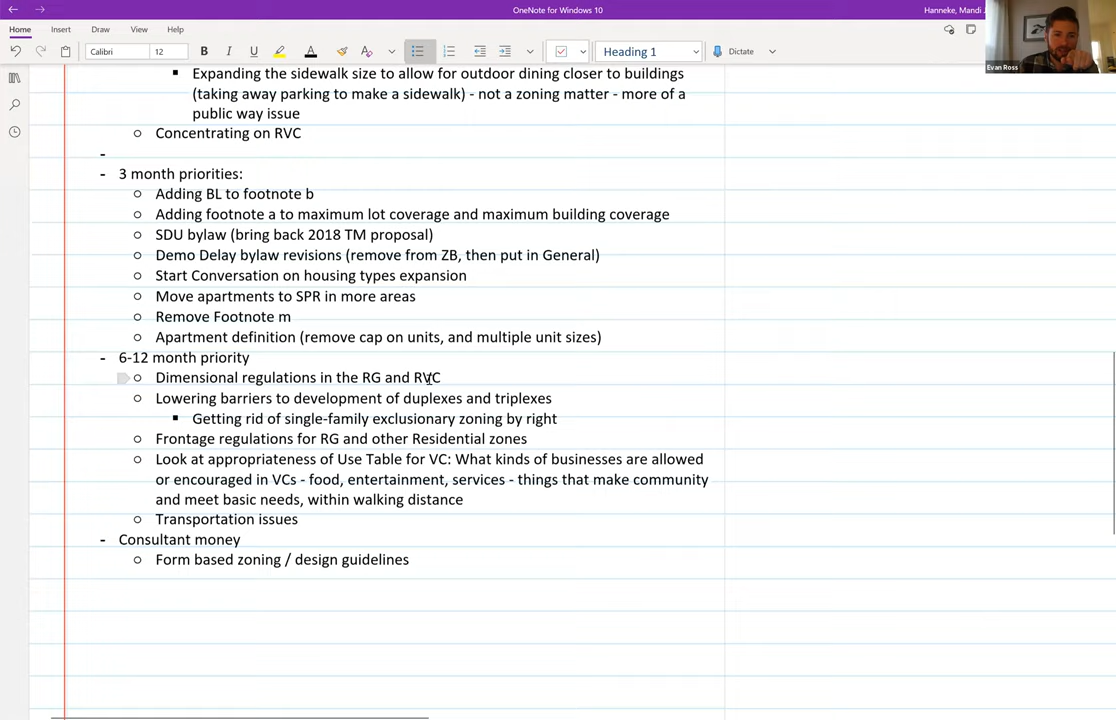 OneNote for Windows 10
Hanneke, Mandi J
Home Insert Draw View Help
Calibri 12 B I U A Heading 1 Dictate
Evan Ross
▪ Expanding the sidewalk size to allow for outdoor dining closer to buildings
(taking away parking to make a sidewalk) - not a zoning matter - more of a
public way issue
○ Concentrating on RVC
-
- 3 month priorities:
○ Adding BL to footnote b
○ Adding footnote a to maximum lot coverage and maximum building coverage
○ SDU bylaw (bring back 2018 TM proposal)
○ Demo Delay bylaw revisions (remove from ZB, then put in General)
○ Start Conversation on housing types expansion
○ Move apartments to SPR in more areas
○ Remove Footnote m
○ Apartment definition (remove cap on units, and multiple unit sizes)
- 6-12 month priority
○ Dimensional regulations in the RG and RVC
○ Lowering barriers to development of duplexes and triplexes
▪ Getting rid of single-family exclusionary zoning by right
○ Frontage regulations for RG and other Residential zones
○ Look at appropriateness of Use Table for VC: What kinds of businesses are allowed
or encouraged in VCs - food, entertainment, services - things that make community
and meet basic needs, within walking distance
○ Transportation issues
- Consultant money
○ Form based zoning / design guidelines